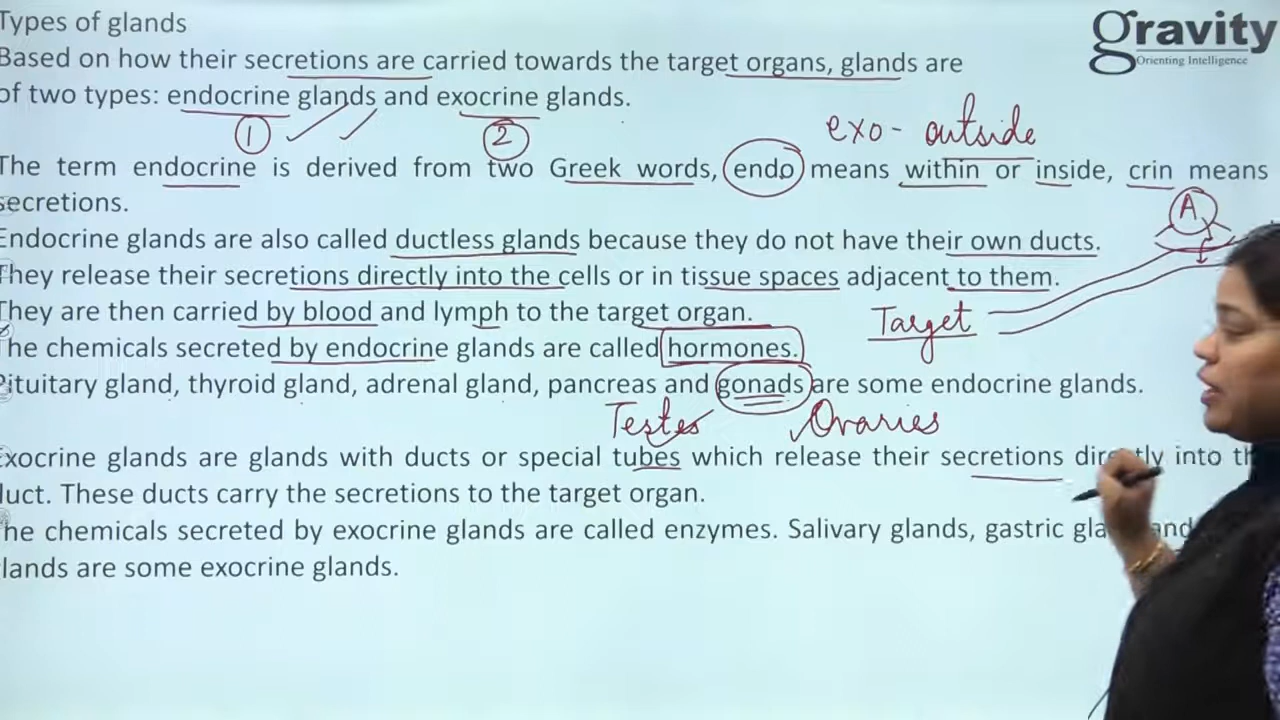 Types of glands
gravity
Orienting Intelligence
Based on how their secretions are carried towards the target organs, glands are
of two types: endocrine glands and exocrine glands.
1 2
exo - outside
The term endocrine is derived from two Greek words, endo means within or inside, crin means
secretions.
A
Endocrine glands are also called ductless glands because they do not have their own ducts.
They release their secretions directly into the cells or in tissue spaces adjacent to them.
They are then carried by blood and lymph to the target organ.
Target
The chemicals secreted by endocrine glands are called hormones.
Pituitary gland, thyroid gland, adrenal gland, pancreas and gonads are some endocrine glands.
Testes Ovaries
Exocrine glands are glands with ducts or special tubes which release their secretions directly into
duct. These ducts carry the secretions to the target organ.
The chemicals secreted by exocrine glands are called enzymes. Salivary glands, gastric and
glands are some exocrine glands.